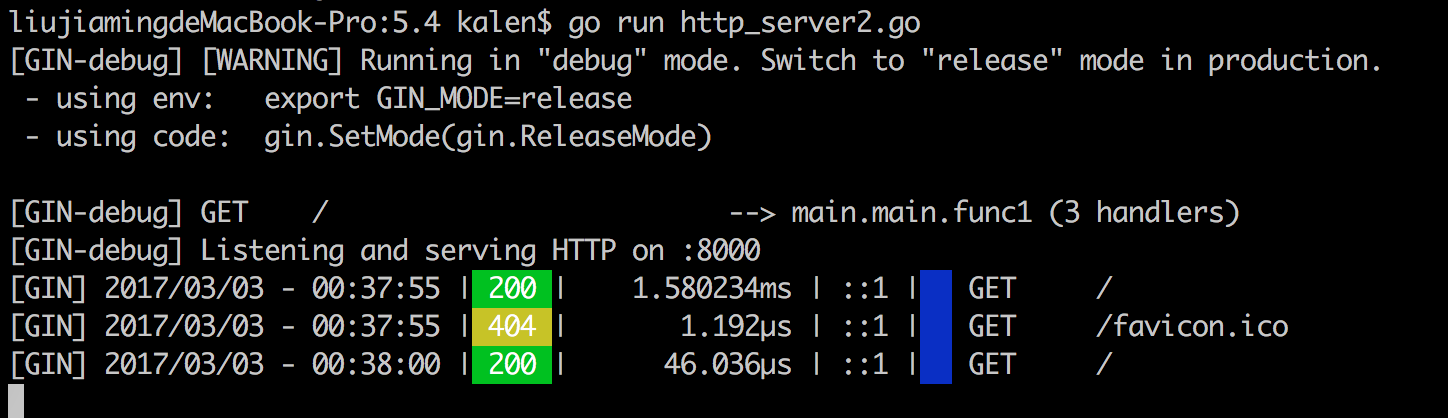 liujiamingdeMacBook-Pro:5.4 kalen$ go run http_server2.go
[GIN-debug] [WARNING] Running in "debug" mode. Switch to "release" mode in production.
 - using env:   export GIN_MODE=release
 - using code:  gin.SetMode(gin.ReleaseMode)

[GIN-debug] GET    /                         --> main.main.func1 (3 handlers)
[GIN-debug] Listening and serving HTTP on :8000
[GIN] 2017/03/03 - 00:37:55 | 200 |    1.580234ms | ::1 |   GET     /
[GIN] 2017/03/03 - 00:37:55 | 404 |       1.192µs | ::1 |   GET     /favicon.ico
[GIN] 2017/03/03 - 00:38:00 | 200 |      46.036µs | ::1 |   GET     /